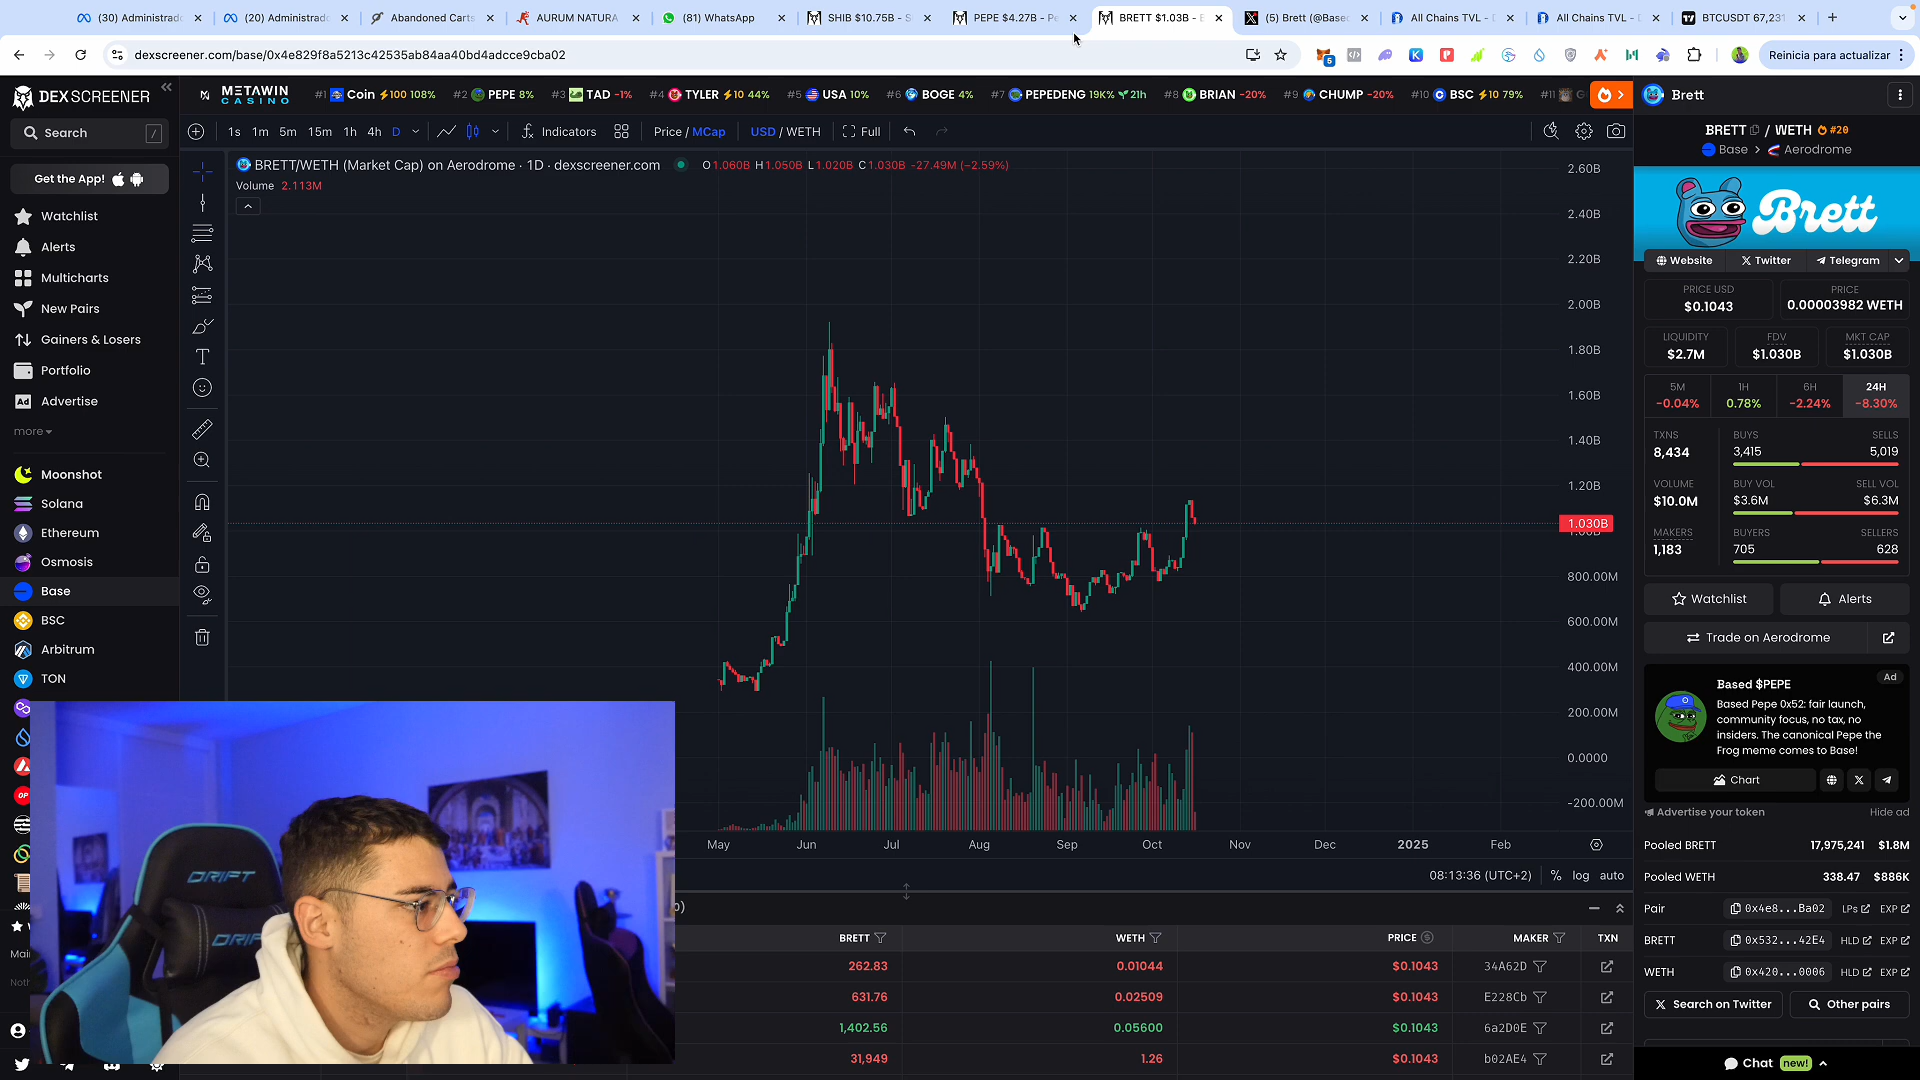 (30) Administrado
(20) Administrado
Abandoned Carts
AURUM NATURA
(81) WhatsApp
SHIB $10.75B - S
PEPE $4.27B - Pe
BRETT $1.03B - B
(5) Brett (@Base
All Chains TVL - D
All Chains TVL - D
BTCUSDT 67,231
dexscreener.com/base/0x4e829f8a5213c42535ab84aa40bd4adcce9cba02
5
Reinicia para actualizar
DEX SCREENER
METAWIN CASINO
#1 Coin ⚡100 108%
#2 PEPE 8%
#3 TAD -1%
#4 TYLER ⚡10 44%
#5 USA 10%
#6 BOGE 4%
#7 PEPEDENG 19K% 21h
#8 BRIAN -20%
#9 CHUMP -20%
#10 BSC ⚡10 79%
#11
Brett
Search /
Get the App!
Watchlist
Alerts
Multicharts
New Pairs
Gainers & Losers
Portfolio
Ad Advertise
more
Moonshot
Solana
Ethereum
Osmosis
Base
BSC
Arbitrum
TON
1s 1m 5m 15m 1h 4h D
Indicators
Price / MCap
USD / WETH
Full
BRETT/WETH (Market Cap) on Aerodrome · 1D · dexscreener.com
O1.060B H1.050B L1.020B C1.030B -27.49M (-2.59%)
Volume 2.113M
2.60B
2.40B
2.20B
2.00B
1.80B
1.60B
1.40B
1.20B
1.030B
800.00M
600.00M
400.00M
200.00M
0.0000
-200.00M
May Jun Jul Aug Sep Oct Nov Dec 2025 Feb
08:13:36 (UTC+2) % log auto
BRETT WETH PRICE MAKER TXN
262.83 0.01044 $0.1043 34A62D
631.76 0.02509 $0.1043 E228Cb
1,402.56 0.05600 $0.1043 6a2D0E
31,949 1.26 $0.1043 b02AE4
BRETT / WETH #20
Base > Aerodrome
Brett
Website Twitter Telegram
PRICE USD PRICE
$0.1043 0.00003982 WETH
LIQUIDITY FDV MKT CAP
$2.7M $1.030B $1.030B
5M 1H 6H 24H
-0.04% 0.78% -2.24% -8.30%
TXNS BUYS SELLS
8,434 3,415 5,019
VOLUME BUY VOL SELL VOL
$10.0M $3.6M $6.3M
MAKERS BUYERS SELLERS
1,183 705 628
Watchlist Alerts
Trade on Aerodrome
Based $PEPE Ad
Based Pepe 0x52: fair launch,
community focus, no tax, no
insiders. The canonical Pepe the
Frog meme comes to Base!
Chart
Advertise your token Hide ad
Pooled BRETT 17,975,241 $1.8M
Pooled WETH 338.47 $886K
Pair 0x4e8...Ba02 LPs EXP
BRETT 0x532...42E4 HLD EXP
WETH 0x420...0006 HLD EXP
Search on Twitter Other pairs
Chat new!
DRIFT